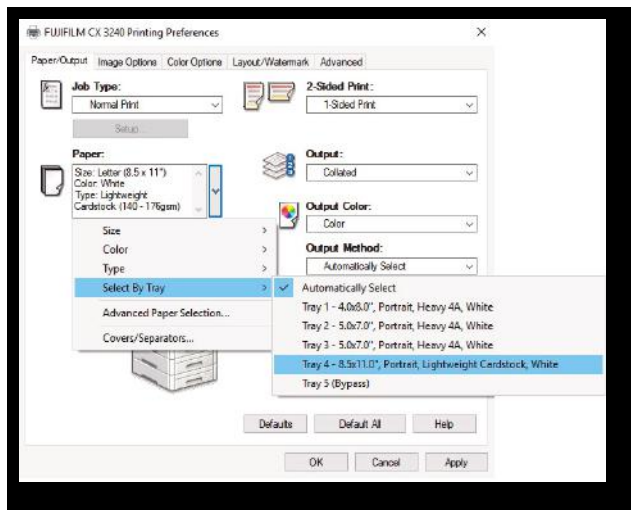 FUJIFILM CX 3240 Printing Preferences
Paper/Output Image Options Color Options Layout/Watermark Advanced
Job Type:
Normal Print
Setup...
2-Sided Print:
1-Sided Print
Paper:
Size: Letter (8.5 x 11")
Color: White
Type: Lightweight
Cardstock (140 - 176gsm)
Output:
Collated
Output Color:
Color
Output Method:
Automatically Select
Size
Color
Type
Select By Tray
Advanced Paper Selection...
Covers/Separators...
Automatically Select
Tray 1 - 4.0x6.0", Portrait, Heavy 4A, White
Tray 2 - 5.0x7.0", Portrait, Heavy 4A, White
Tray 3 - 5.0x7.0", Portrait, Heavy 4A, White
Tray 4 - 8.5x11.0", Portrait, Lightweight Cardstock, White
Tray 5 (Bypass)
Defaults Default All Help
OK Cancel Apply